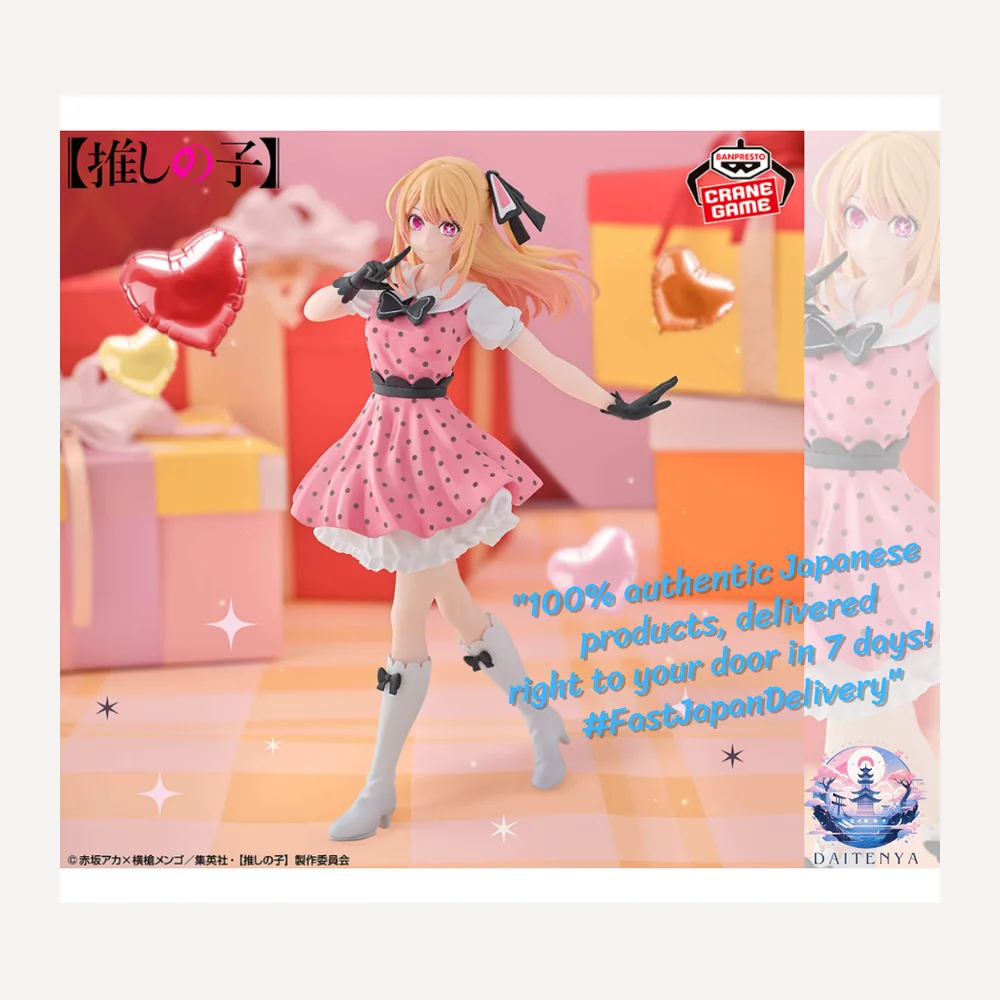 【推しの子】
BANPRESTO
CRANE
GAME
"100% authentic Japanese
products, delivered
right to your door in 7 days!
#FastJapanDelivery"
DAITENYA
©赤坂アカ×横槍メンゴ／集英社・【推しの子】製作委員会